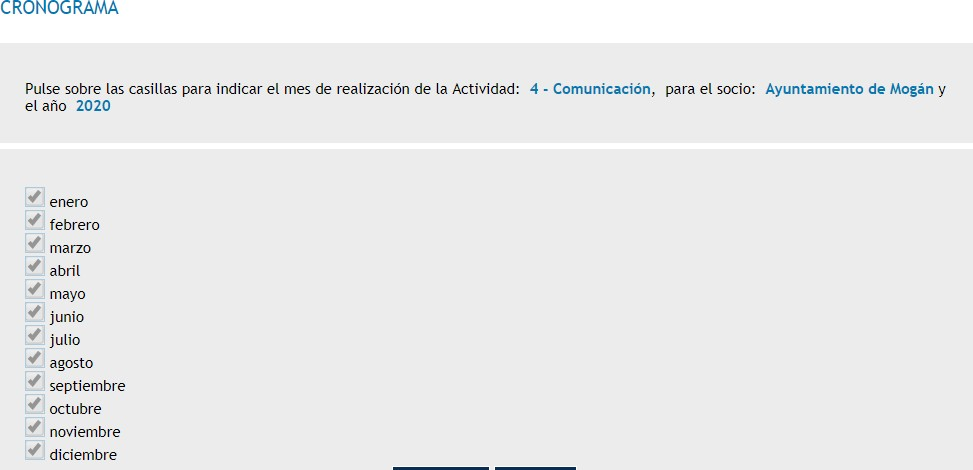 CRONOGRAMA
Pulse sobre las casillas para indicar el mes de realización de la Actividad: 4 - Comunicación, para el socio: Ayuntamiento de Mogán y
el año 2020
enero
febrero
marzo
abril
mayo
junio
julio
agosto
septiembre
octubre
noviembre
diciembre